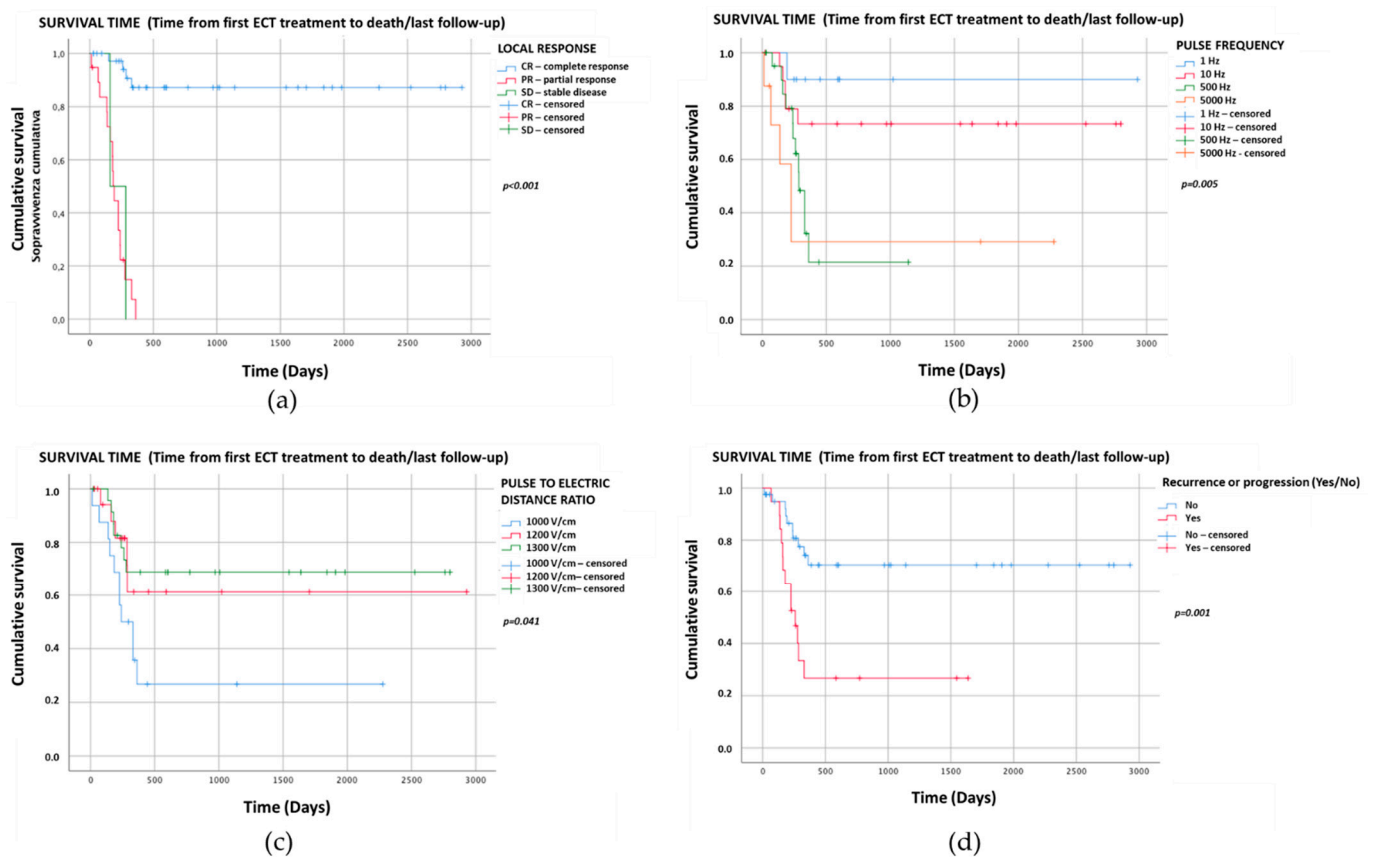 SURVIVAL TIME (Time from first ECT treatment to death/last follow-up)
LOCAL RESPONSE
CR – complete response
PR – partial response
SD – stable disease
CR – censored
PR – censored
SD – censored
p<0.001
Cumulative survival
Sopravvivenza cumulativa
1,0
0,8
0,6
0,4
0,2
0,0
0
500
1000
1500
2000
2500
3000
Time (Days)
(a)
SURVIVAL TIME (Time from first ECT treatment to death/last follow-up)
PULSE FREQUENCY
1 Hz
10 Hz
500 Hz
5000 Hz
1 Hz – censored
10 Hz – censored
500 Hz – censored
5000 Hz - censored
p=0.005
Cumulative survival
1.0
0.8
0.6
0.4
0.2
0.0
0
500
1000
1500
2000
2500
3000
Time (Days)
(b)
SURVIVAL TIME (Time from first ECT treatment to death/last follow-up)
PULSE TO ELECTRIC
DISTANCE RATIO
1000 V/cm
1200 V/cm
1300 V/cm
1000 V/cm– censored
1200 V/cm– censored
1300 V/cm– censored
p=0.041
Cumulative survival
1.0
0.8
0.6
0.4
0.2
0.0
0
500
1000
1500
2000
2500
3000
Time (Days)
(c)
SURVIVAL TIME (Time from first ECT treatment to death/last follow-up)
Recurrence or progression (Yes/No)
No
Yes
No – censored
Yes – censored
p=0.001
Cumulative survival
1.0
0.8
0.6
0.4
0.2
0.0
0
500
1000
1500
2000
2500
3000
Time (Days)
(d)